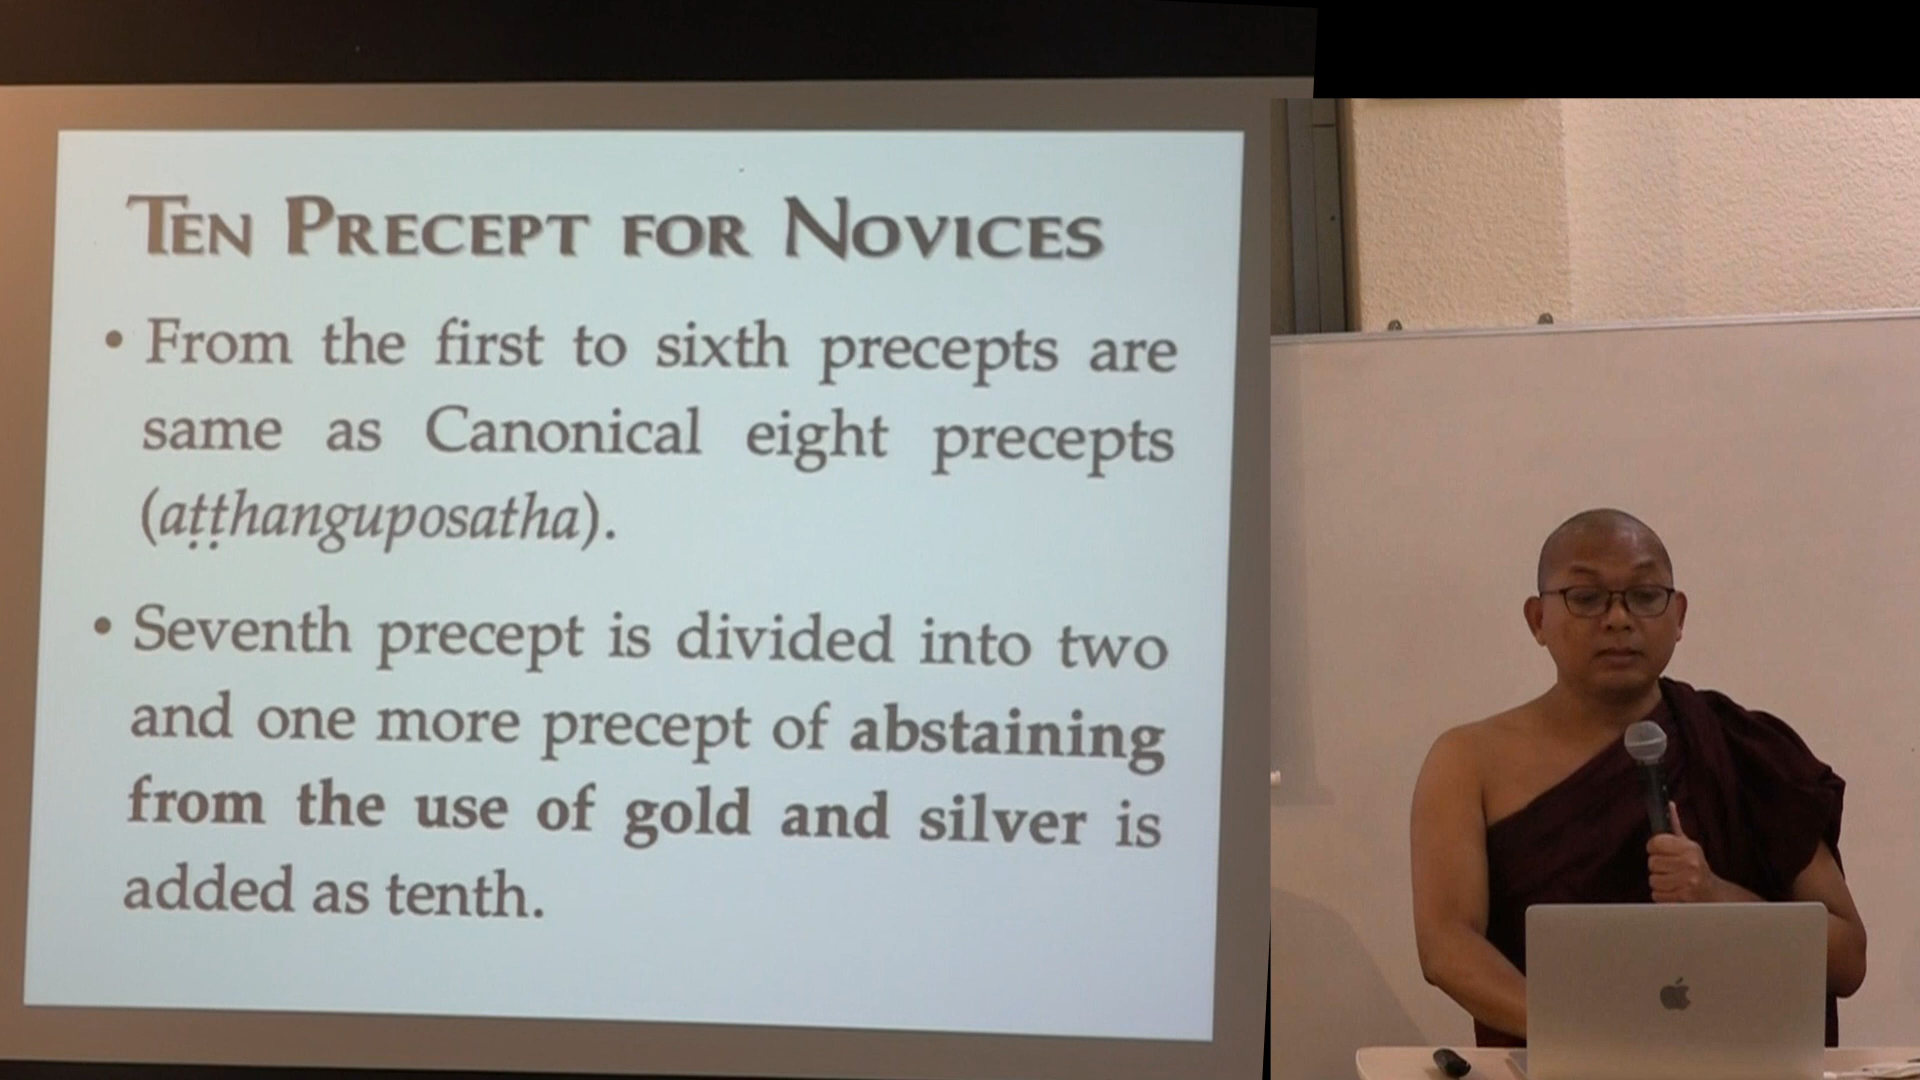 TEN PRECEPT FOR NOVICES
• From the first to sixth precepts are
same as Canonical eight precepts
(aṭṭhanguposatha).
• Seventh precept is divided into two
and one more precept of abstaining
from the use of gold and silver is
added as tenth.